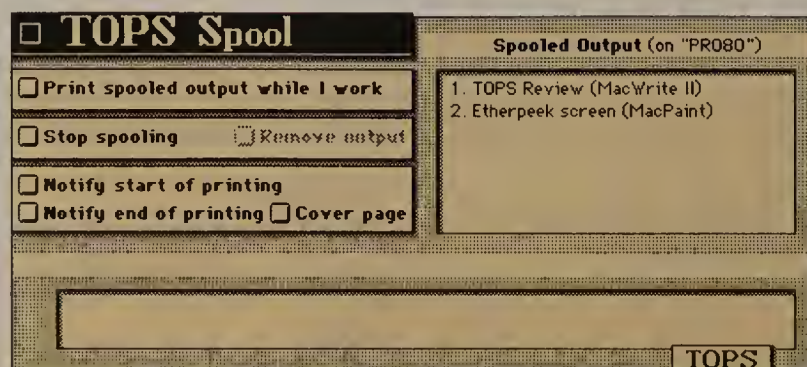 TOPS Spool
Print spooled output while I work
Stop spooling Remove output
Notify start of printing
Notify end of printing Cover page
Spooled Output (on "PRO80")
1. TOPS Review (MacWrite II)
2. Etherpeek screen (MacPaint)
TOPS